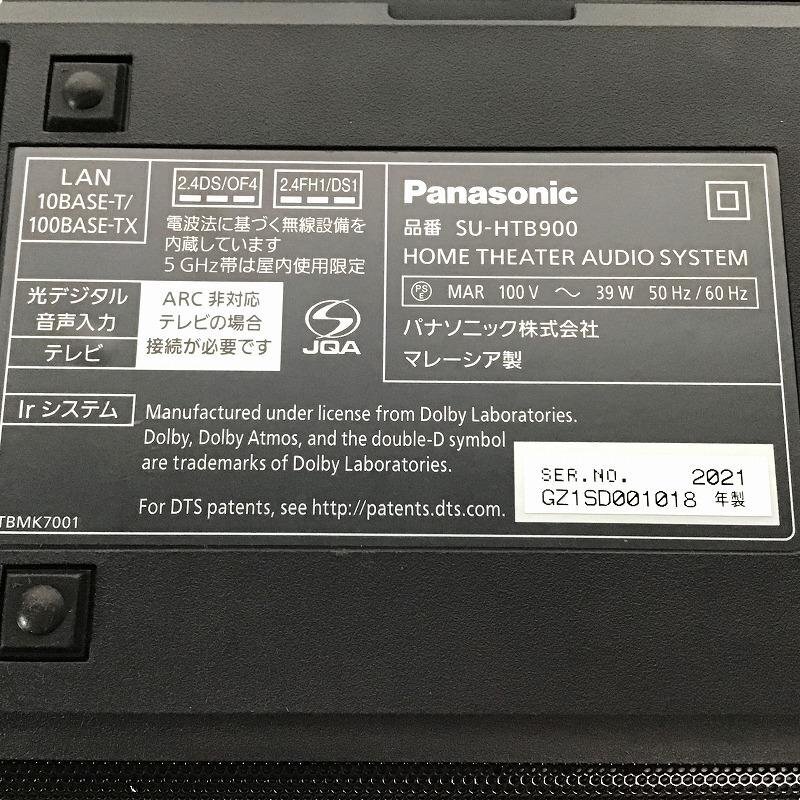 LAN
10BASE-T/
100BASE-TX
2.4DS/OF4
2.4FH1/DS1
電波法に基づく無線設備を
内蔵しています
5 GHz帯は屋内使用限定
光デジタル
音声入力
テレビ
ARC 非対応
テレビの場合
接続が必要です
JQA
Ir システム
Panasonic
品番 SU-HTB900
HOME THEATER AUDIO SYSTEM
PSE MAR 100 V ～ 39 W 50 Hz / 60 Hz
パナソニック株式会社
マレーシア製
Manufactured under license from Dolby Laboratories.
Dolby, Dolby Atmos, and the double-D symbol
are trademarks of Dolby Laboratories.
For DTS patents, see http://patents.dts.com.
SER.NO. 2021
GZ1SD001018 年製
TBMK7001